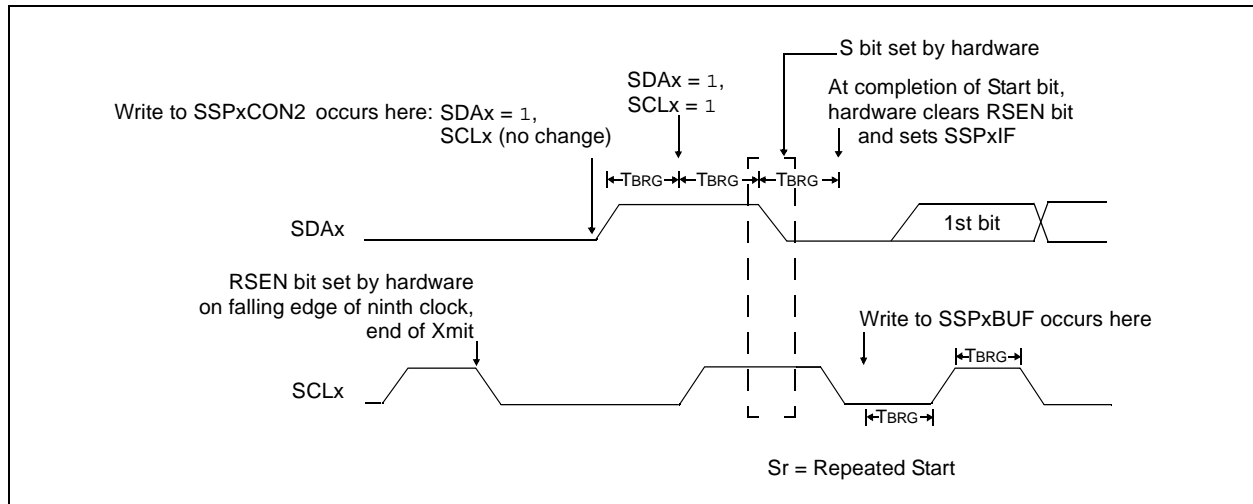 S bit set by hardware
SDAx = 1,
SCLx = 1
At completion of Start bit,
hardware clears RSEN bit
and sets SSPxIF
Write to SSPxCON2 occurs here: SDAx = 1,
SCLx (no change)
TBRG TBRG TBRG
SDAx
1st bit
RSEN bit set by hardware
on falling edge of ninth clock,
end of Xmit
Write to SSPxBUF occurs here
TBRG
SCLx
TBRG
Sr = Repeated Start